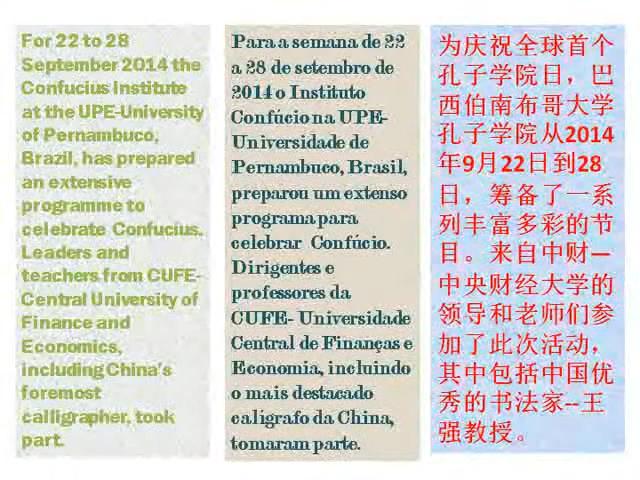 For 22 to 28
September 2014 the
Confucius Institute
at the UPE-University
of Pernambuco,
Brazil, has prepared
an extensive
programme to
celebrate Confucius.
Leaders and
teachers from CUFE-
Central University of
Finance and
Economics,
including China's
foremost
calligrapher, took
part.
Para a semana de 22
a 28 de setembro de
2014 o Instituto
Confúcio na UPE-
Universidade de
Pernambuco, Brasil,
preparou um extenso
programa para
celebrar Confúcio.
Dirigentes e
professores da
CUFE- Universidade
Central de Finanças e
Economia, incluindo
o mais destacado
caligrafo da China,
tomaram parte.
为庆祝全球首个
孔子学院日，巴
西伯南布哥大学
孔子学院从2014
年9月22日到28
日，筹备了一系
列丰富多彩的节
目。来自中财—
中央财经大学的
领导和老师们参
加了此次活动，
其中包括中国优
秀的书法家--王
强教授。